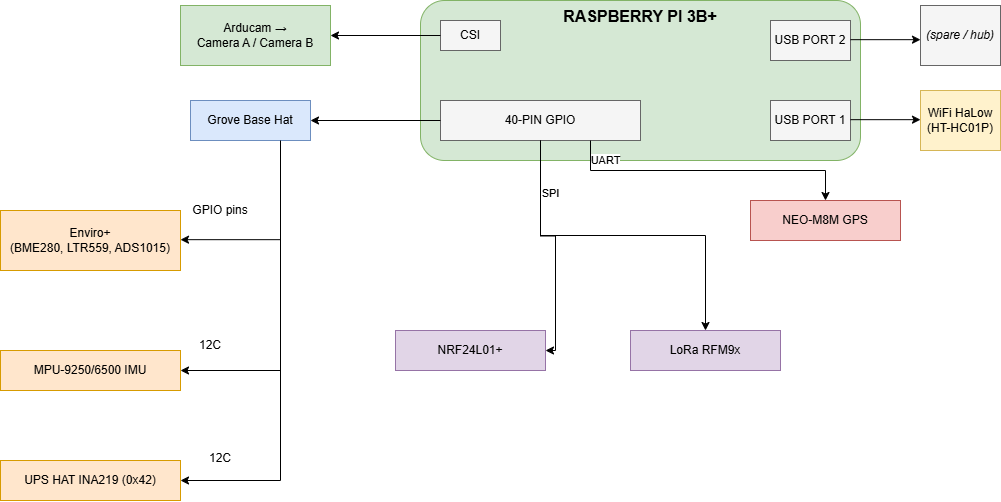 RASPBERRY PI 3B+
Arducam →
Camera A / Camera B
CSI
USB PORT 2
(spare / hub)
Grove Base Hat
40-PIN GPIO
USB PORT 1
WiFi HaLow
(HT-HC01P)
UART
SPI
GPIO pins
NEO-M8M GPS
Enviro+
(BME280, LTR559, ADS1015)
12C
NRF24L01+
LoRa RFM9x
MPU-9250/6500 IMU
12C
UPS HAT INA219 (0x42)